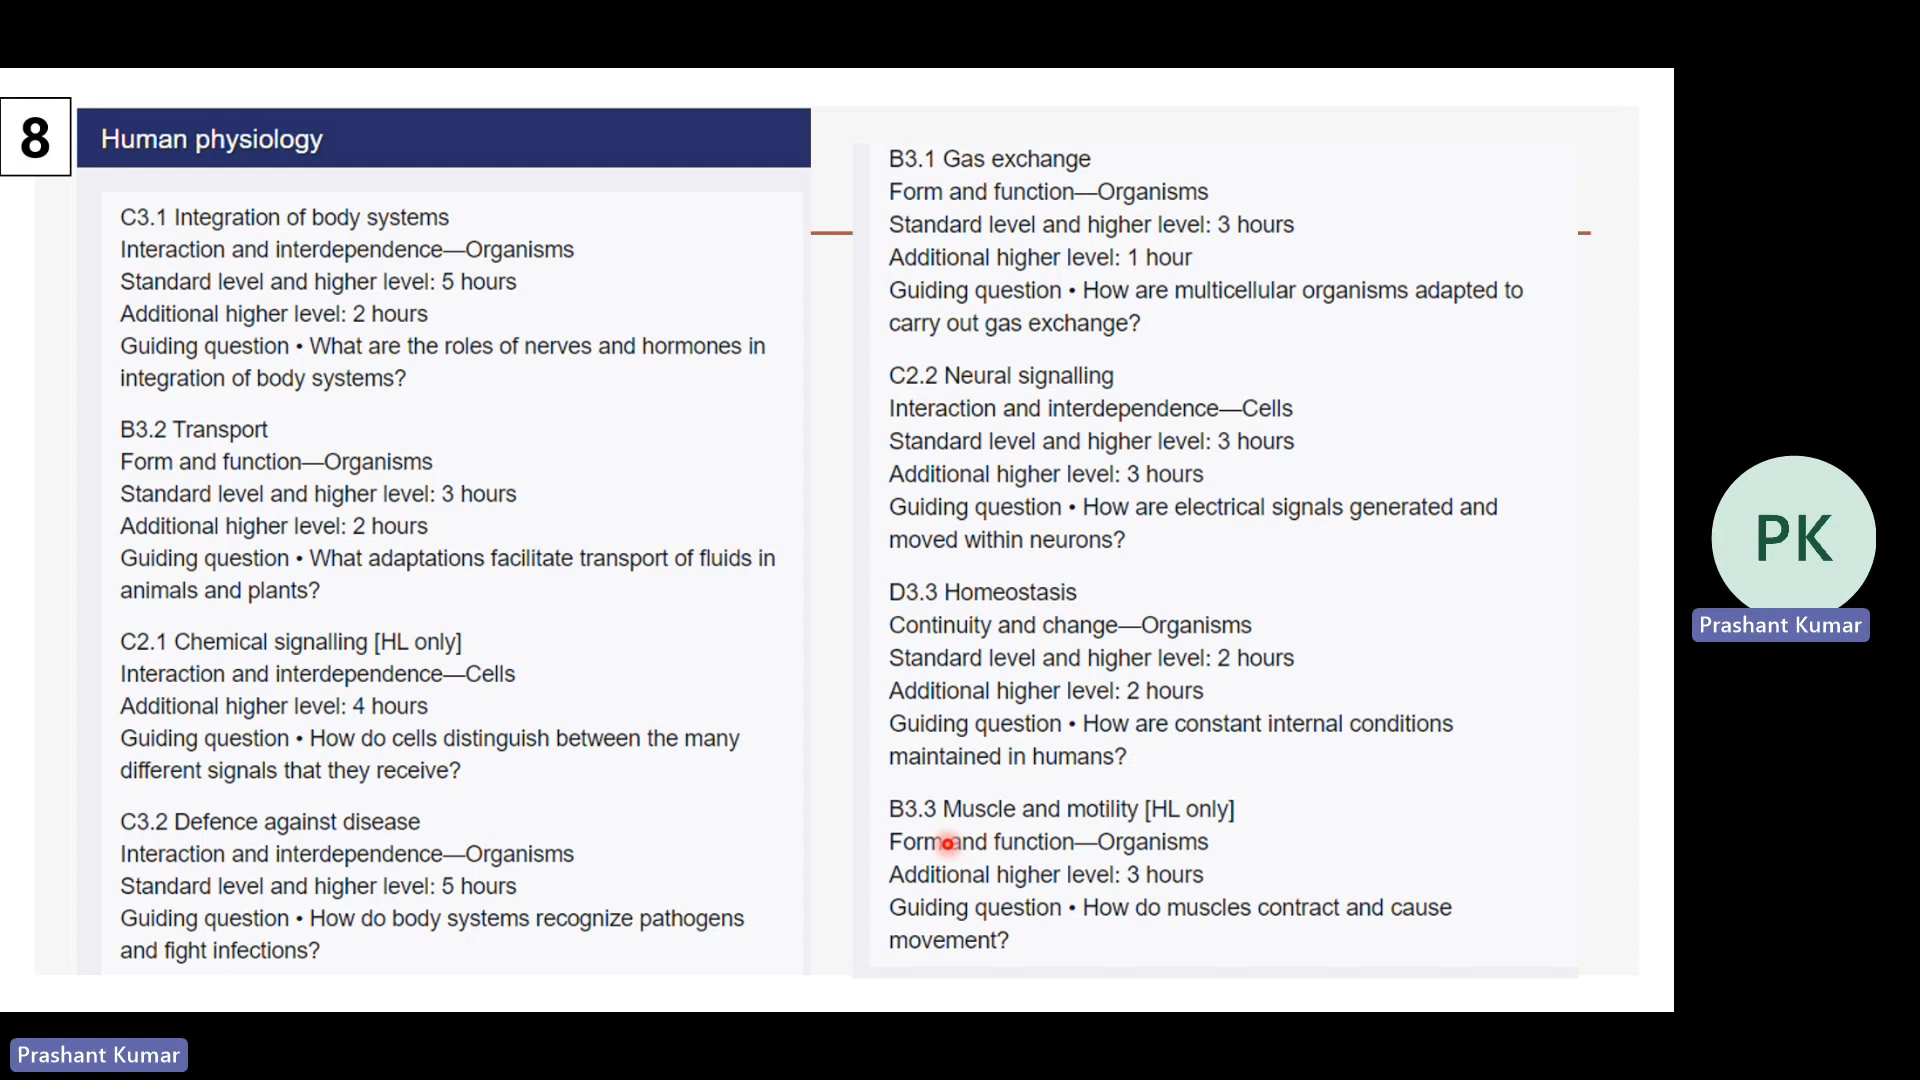 8
Human physiology
C3.1 Integration of body systems
Interaction and interdependence—Organisms
Standard level and higher level: 5 hours
Additional higher level: 2 hours
Guiding question • What are the roles of nerves and hormones in
integration of body systems?
B3.2 Transport
Form and function—Organisms
Standard level and higher level: 3 hours
Additional higher level: 2 hours
Guiding question • What adaptations facilitate transport of fluids in
animals and plants?
C2.1 Chemical signalling [HL only]
Interaction and interdependence—Cells
Additional higher level: 4 hours
Guiding question • How do cells distinguish between the many
different signals that they receive?
C3.2 Defence against disease
Interaction and interdependence—Organisms
Standard level and higher level: 5 hours
Guiding question • How do body systems recognize pathogens
and fight infections?
B3.1 Gas exchange
Form and function—Organisms
Standard level and higher level: 3 hours
Additional higher level: 1 hour
Guiding question • How are multicellular organisms adapted to
carry out gas exchange?
C2.2 Neural signalling
Interaction and interdependence—Cells
Standard level and higher level: 3 hours
Additional higher level: 3 hours
Guiding question • How are electrical signals generated and
moved within neurons?
D3.3 Homeostasis
Continuity and change—Organisms
Standard level and higher level: 2 hours
Additional higher level: 2 hours
Guiding question • How are constant internal conditions
maintained in humans?
B3.3 Muscle and motility [HL only]
Form and function—Organisms
Additional higher level: 3 hours
Guiding question • How do muscles contract and cause
movement?
PK
Prashant Kumar
Prashant Kumar